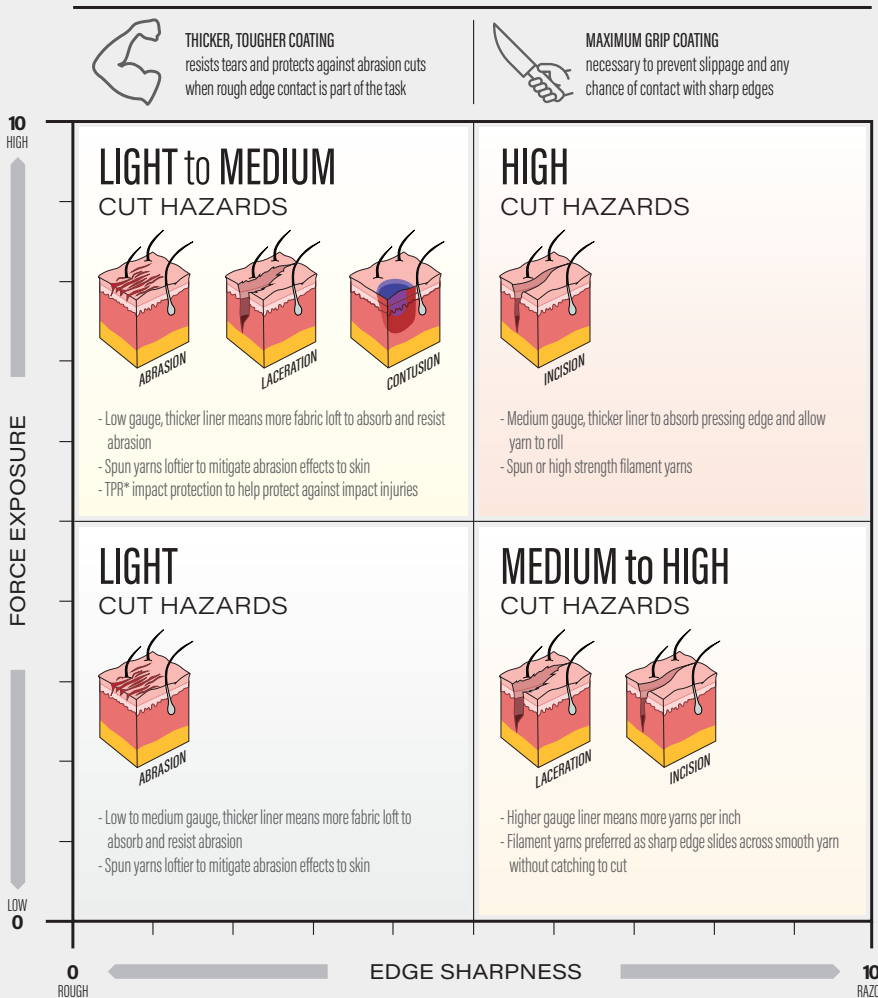 THICKER, TOUGHER COATING
resists tears and protects against abrasion cuts
when rough edge contact is part of the task
MAXIMUM GRIP COATING
necessary to prevent slippage and any
chance of contact with sharp edges
10
HIGH
FORCE EXPOSURE
LOW
0
LIGHT to MEDIUM
CUT HAZARDS
ABRASION
LACERATION
CONTUSION
- Low gauge, thicker liner means more fabric loft to absorb and resist
abrasion
- Spun yarns loftier to mitigate abrasion effects to skin
- TPR* impact protection to help protect against impact injuries
HIGH
CUT HAZARDS
INCISION
- Medium gauge, thicker liner to absorb pressing edge and allow
yarn to roll
- Spun or high strength filament yarns
LIGHT
CUT HAZARDS
ABRASION
- Low to medium gauge, thicker liner means more fabric loft to
absorb and resist abrasion
- Spun yarns loftier to mitigate abrasion effects to skin
MEDIUM to HIGH
CUT HAZARDS
LACERATION
INCISION
- Higher gauge liner means more yarns per inch
- Filament yarns preferred as sharp edge slides across smooth yarn
without catching to cut
0
ROUGH
EDGE SHARPNESS
10